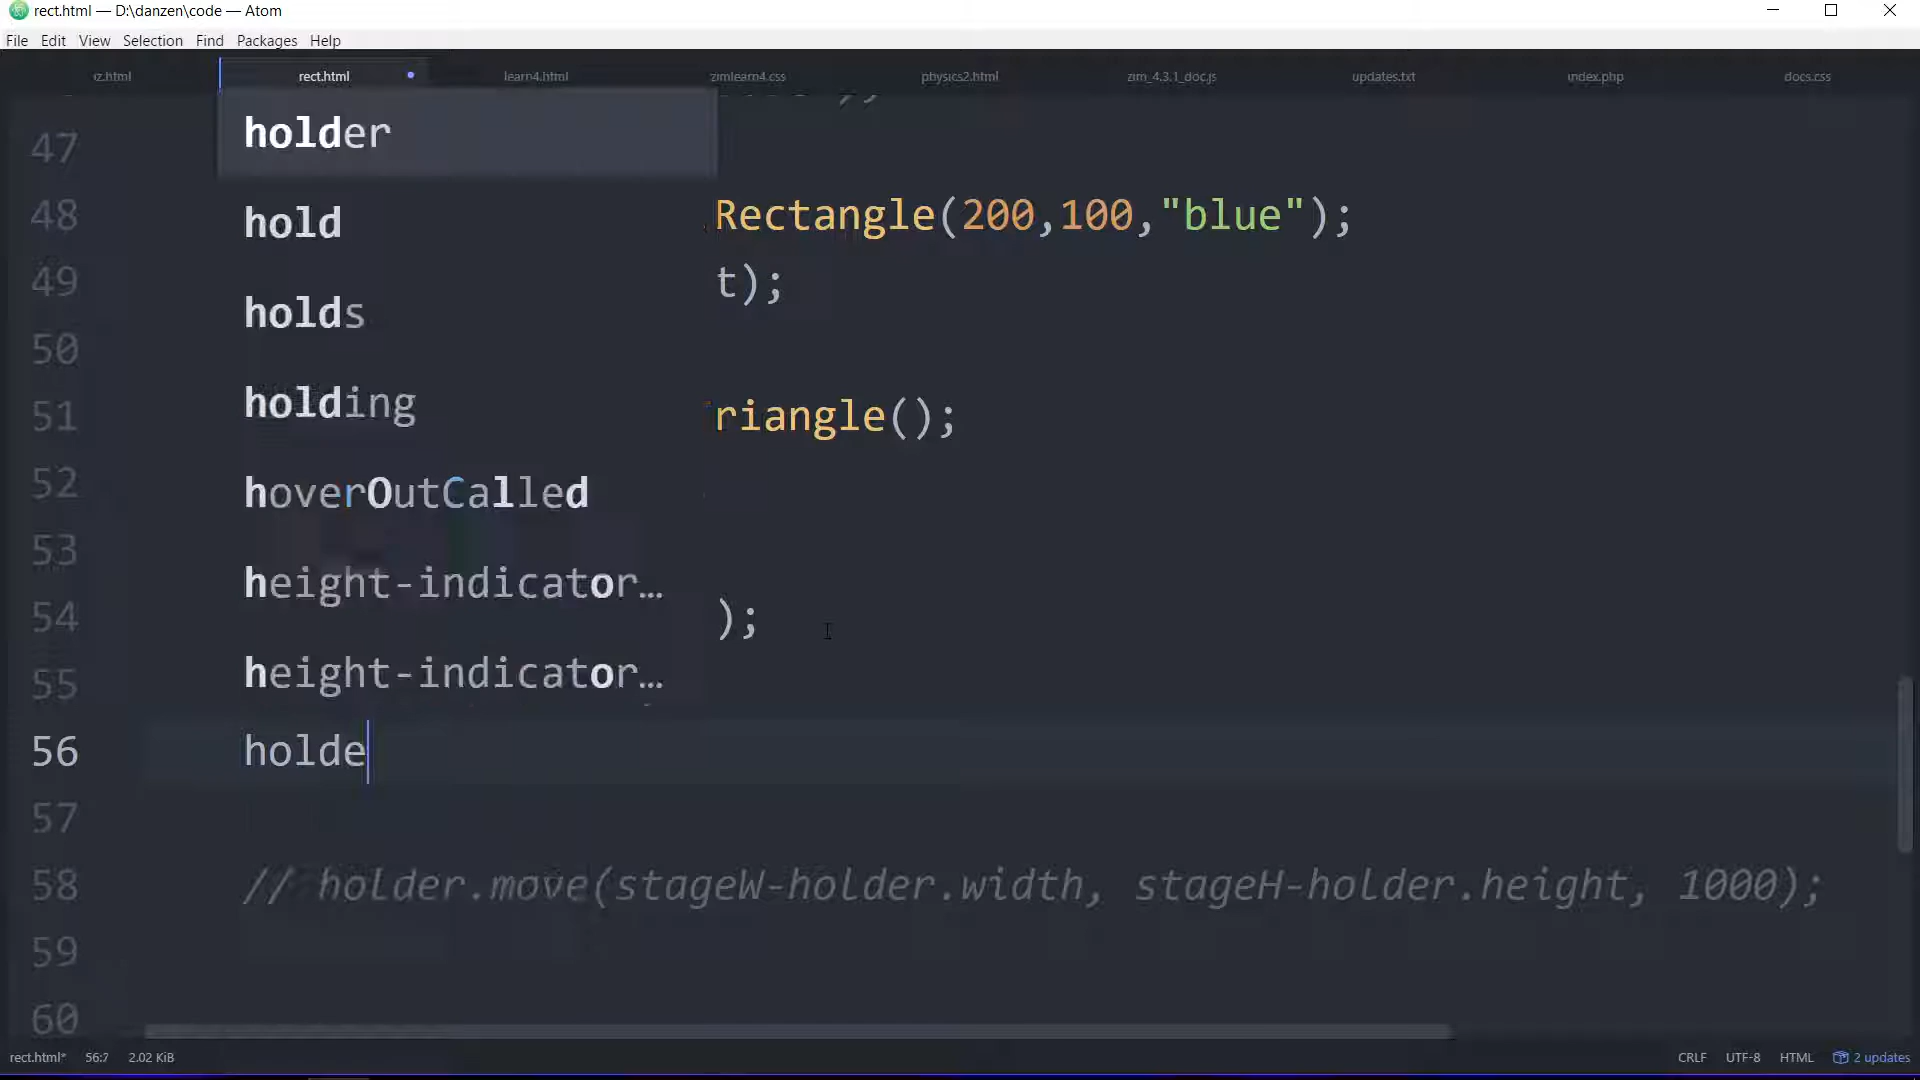 rect.html — D:\danzen\code — Atom
File Edit View Selection Find Packages Help
iz.html rect.html learn4.html zimlearn4.css physics2.html zim_4.3.1_doc.js updates.txt index.php docs.css
holder
47
hold
48 Rectangle(200,100,"blue");
49 t);
holds
50
holding
51 riangle();
52
hoverOutCalled
53
height-indicator…
54 );
height-indicator…
55
56 holde
57
58 // holder.move(stageW-holder.width, stageH-holder.height, 1000);
59
60
rect.html* 56:7 2.02 KiB CRLF UTF-8 HTML 2 updates